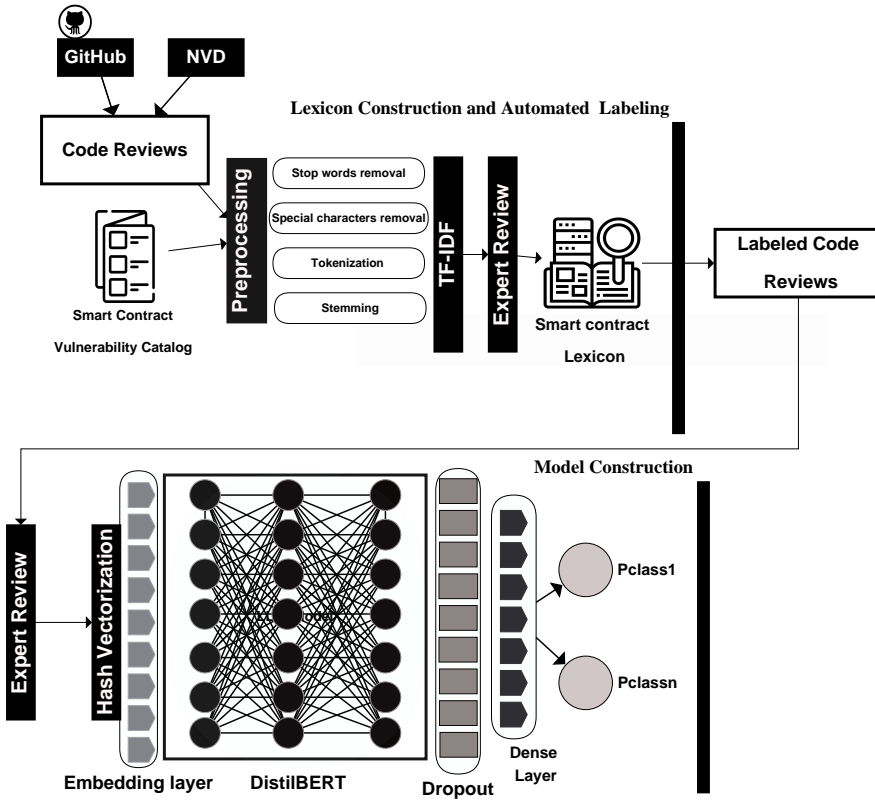 GitHub
NVD
Lexicon Construction and Automated Labeling
Code Reviews
Preprocessing
Stop words removal
Special characters removal
Tokenization
Stemming
TF-IDF
Expert Review
Smart Contract
Vulnerability Catalog
Smart contract
Lexicon
Labeled Code
Reviews
Model Construction
Expert Review
Hash Vectorization
Pclass1
Pclassn
Embedding layer
DistilBERT
Dropout
Dense
Layer